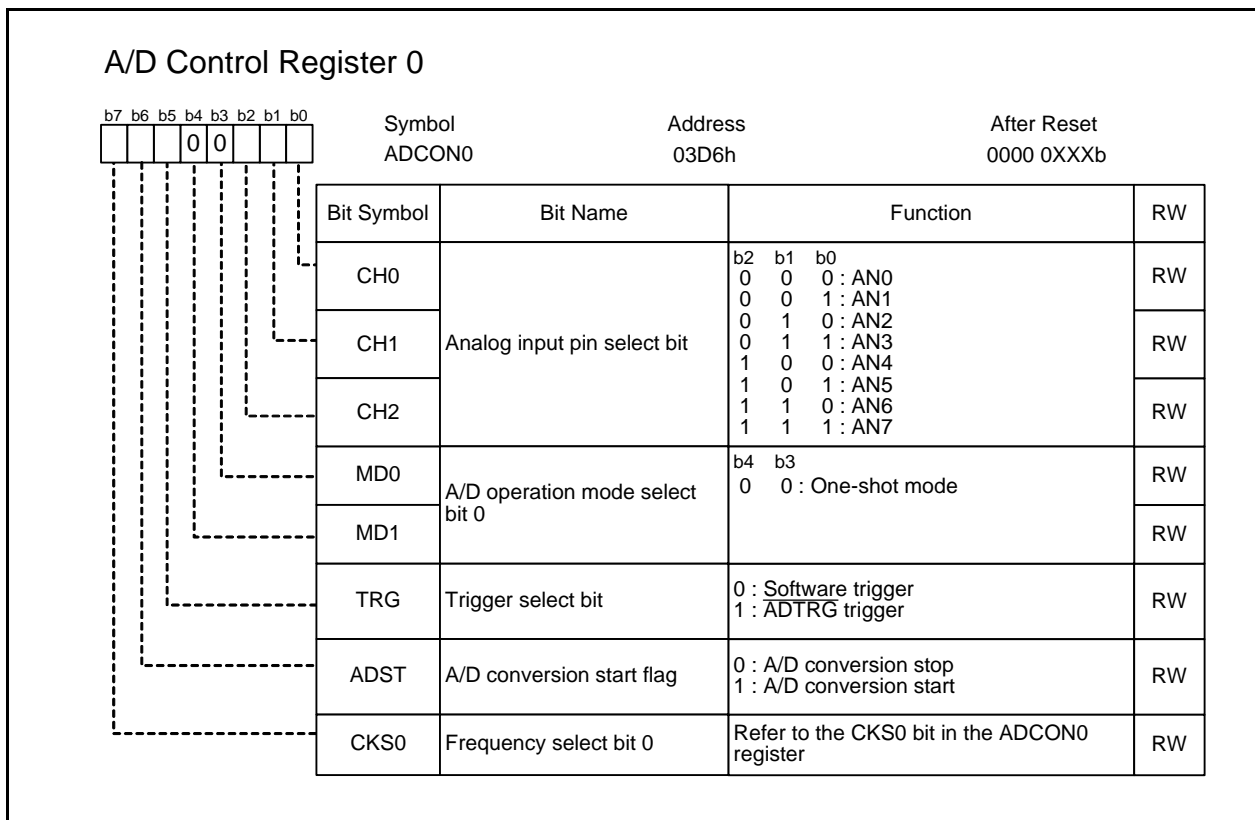 A/D Control Register 0
b7 b6 b5 b4 b3 b2 b1 b0
0 0
Symbol Address After Reset
ADCON0 03D6h 0000 0XXXb
Bit Symbol Bit Name Function RW
CH0 RW
CH1 Analog input pin select bit RW
CH2 RW
b2 b1 b0
0 0 0 : AN0
0 0 1 : AN1
0 1 0 : AN2
0 1 1 : AN3
1 0 0 : AN4
1 0 1 : AN5
1 1 0 : AN6
1 1 1 : AN7
MD0 RW
A/D operation mode select
bit 0
b4 b3
0 0 : One-shot mode
MD1 RW
TRG Trigger select bit RW
0 : Software trigger
1 : ADTRG trigger
ADST A/D conversion start flag RW
0 : A/D conversion stop
1 : A/D conversion start
CKS0 Frequency select bit 0 RW
Refer to the CKS0 bit in the ADCON0
register